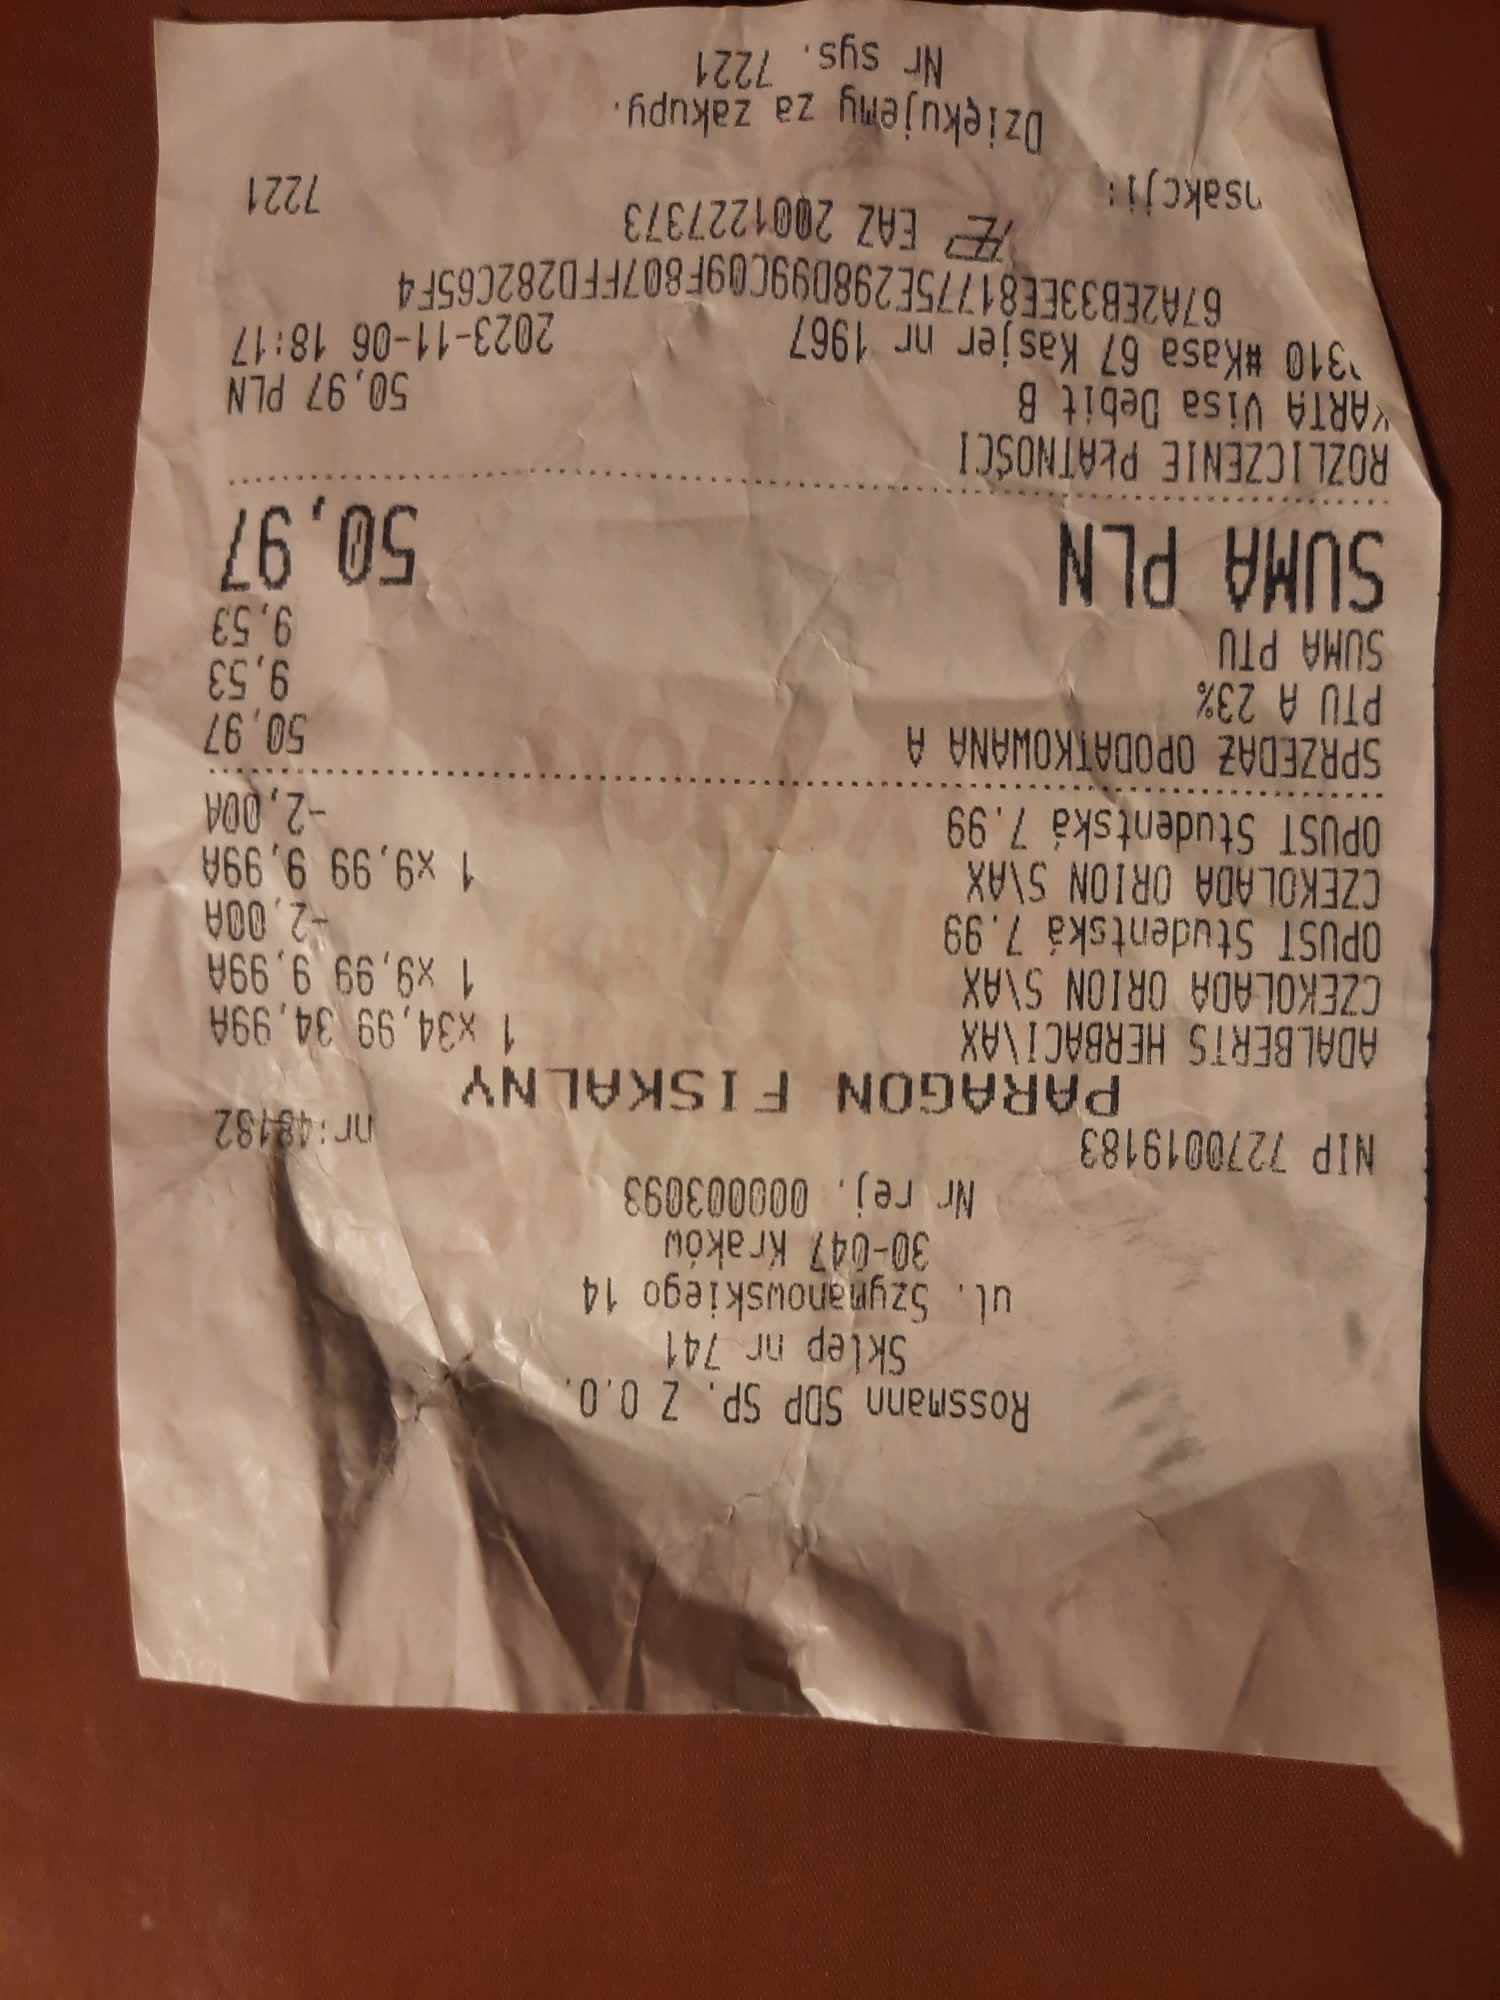 Rossmann SDP SP. Z O.O.
Sklep nr 741
ul. Szymanowskiego 14
30-047 Kraków
Nr rej. 000003093
NIP 7270019183 nr:
PARAGON FISKALNY
ADALBERTS HERBACI\AX 1 x34,99 34,99A
CZEKOLADA ORION S\AX 1 x9,99 9,99A
OPUST Studentská 7.99 -2,00A
CZEKOLADA ORION S\AX 1 x9,99 9,99A
OPUST Studentská 7.99 -2,00A
SPRZEDAŻ OPODATKOWANA A 50,97
PTU A 23% 9,53
SUMA PTU 9,53
SUMA PLN 50,97
ROZLICZENIE PŁATNOŚCI
KARTA Visa Debit B 50,97 PLN
310 #Kasa 67 Kasjer nr 1967 2023-11-06 18:17
67A2EB33EE81775E298D99C09F807FFD282C65F4
EAZ 2001227373
nsakcji: 7221
Dziękujemy za zakupy.
Nr sys. 7221